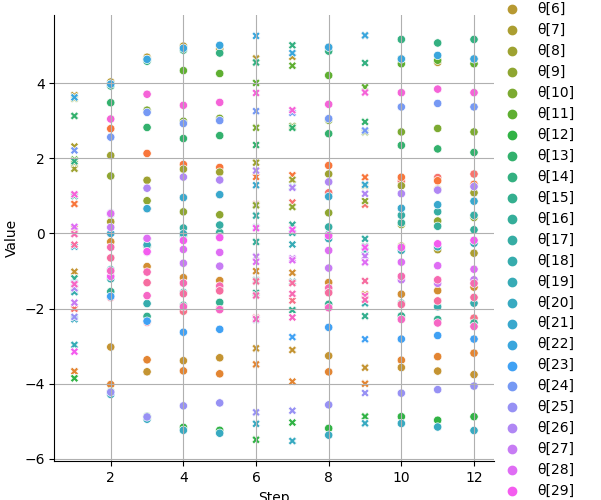 Value
4
2
0
−2
−4
−6
2
4
6
8
10
12
Step
θ[6]
θ[7]
θ[8]
θ[9]
θ[10]
θ[11]
θ[12]
θ[13]
θ[14]
θ[15]
θ[16]
θ[17]
θ[18]
θ[19]
θ[20]
θ[21]
θ[22]
θ[23]
θ[24]
θ[25]
θ[26]
θ[27]
θ[28]
θ[29]